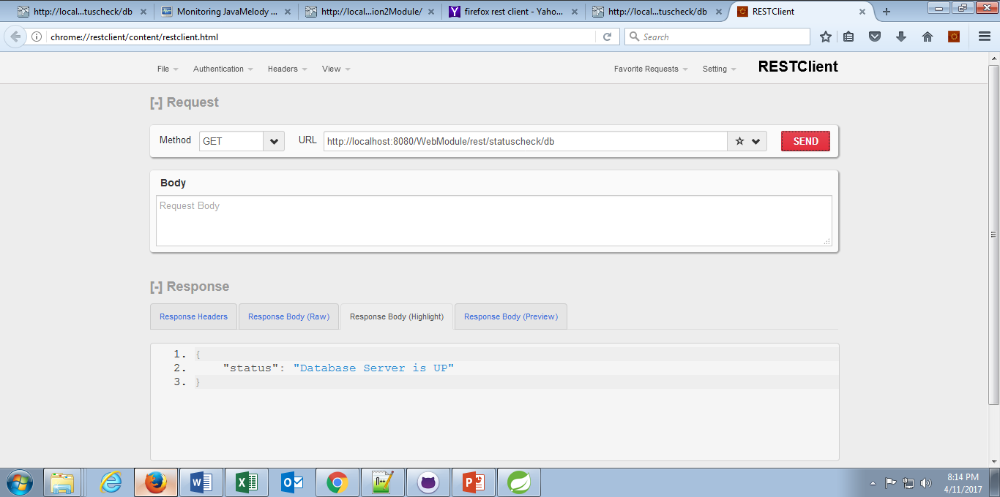 http://local...tuscheck/db
Monitoring JavaMelody ...
http://local...ion2Module/
firefox rest client - Yaho...
http://local...tuscheck/db
RESTClient
chrome://restclient/content/restclient.html
Search
File
Authentication
Headers
View
Favorite Requests
Setting
RESTClient
[-] Request
Method
GET
URL
http://localhost:8080/WebModule/rest/statuscheck/db
SEND
Body
Request Body
[-] Response
Response Headers
Response Body (Raw)
Response Body (Highlight)
Response Body (Preview)
1. {
2. "status": "Database Server is UP"
3. }
8:14 PM
4/11/2017